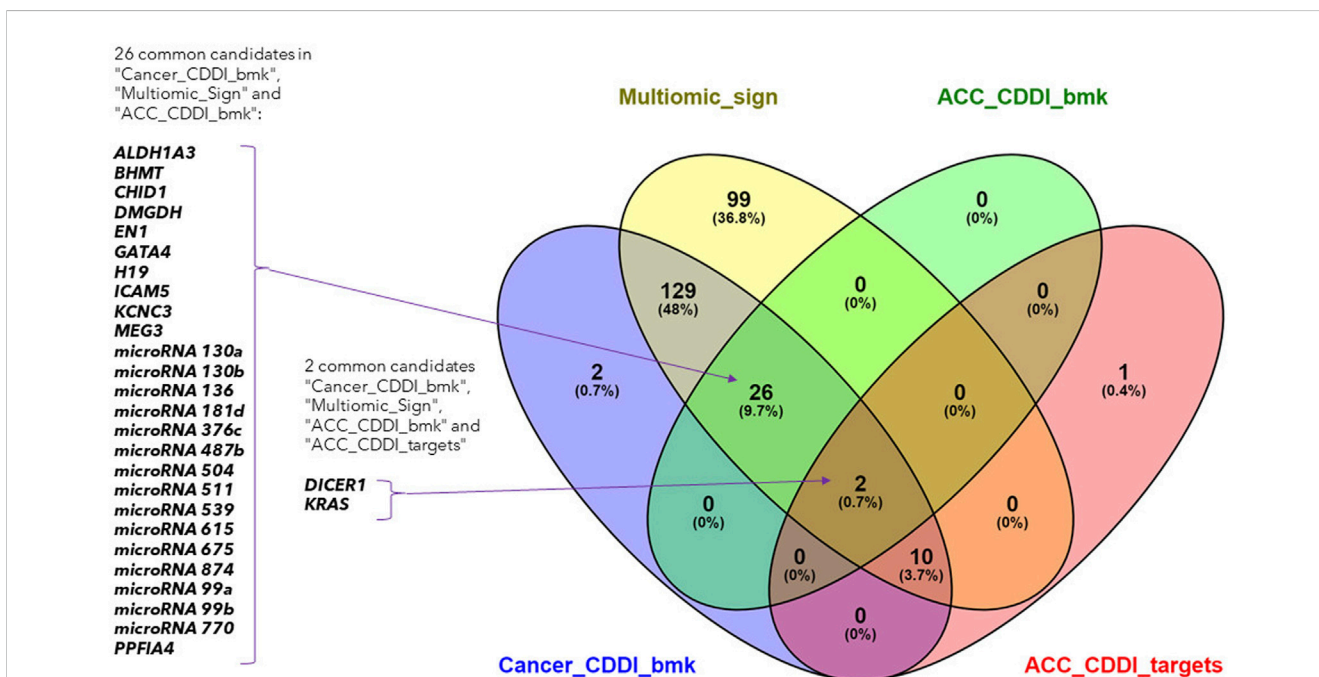 26 common candidates in
"Cancer_CDDI_bmk",
"Multiomic_Sign" and
"ACC_CDDI_bmk":
ALDH1A3
BHMT
CHID1
DMGDH
EN1
GATA4
H19
ICAM5
KCNC3
MEG3
microRNA 130a
microRNA 130b
microRNA 136
microRNA 181d
microRNA 376c
microRNA 487b
microRNA 504
microRNA 511
microRNA 539
microRNA 615
microRNA 675
microRNA 874
microRNA 99a
microRNA 99b
microRNA 770
PPFIA4
2 common candidates
"Cancer_CDDI_bmk",
"Multiomic_Sign",
"ACC_CDDI_bmk" and
"ACC_CDDI_targets"
DICER1
KRAS
Multiomic_sign
ACC_CDDI_bmk
99
(36.8%)
0
(0%)
129
(48%)
0
(0%)
0
(0%)
2
(0.7%)
26
(9.7%)
0
(0%)
1
(0.4%)
0
(0%)
2
(0.7%)
0
(0%)
0
(0%)
10
(3.7%)
0
(0%)
Cancer_CDDI_bmk
ACC_CDDI_targets